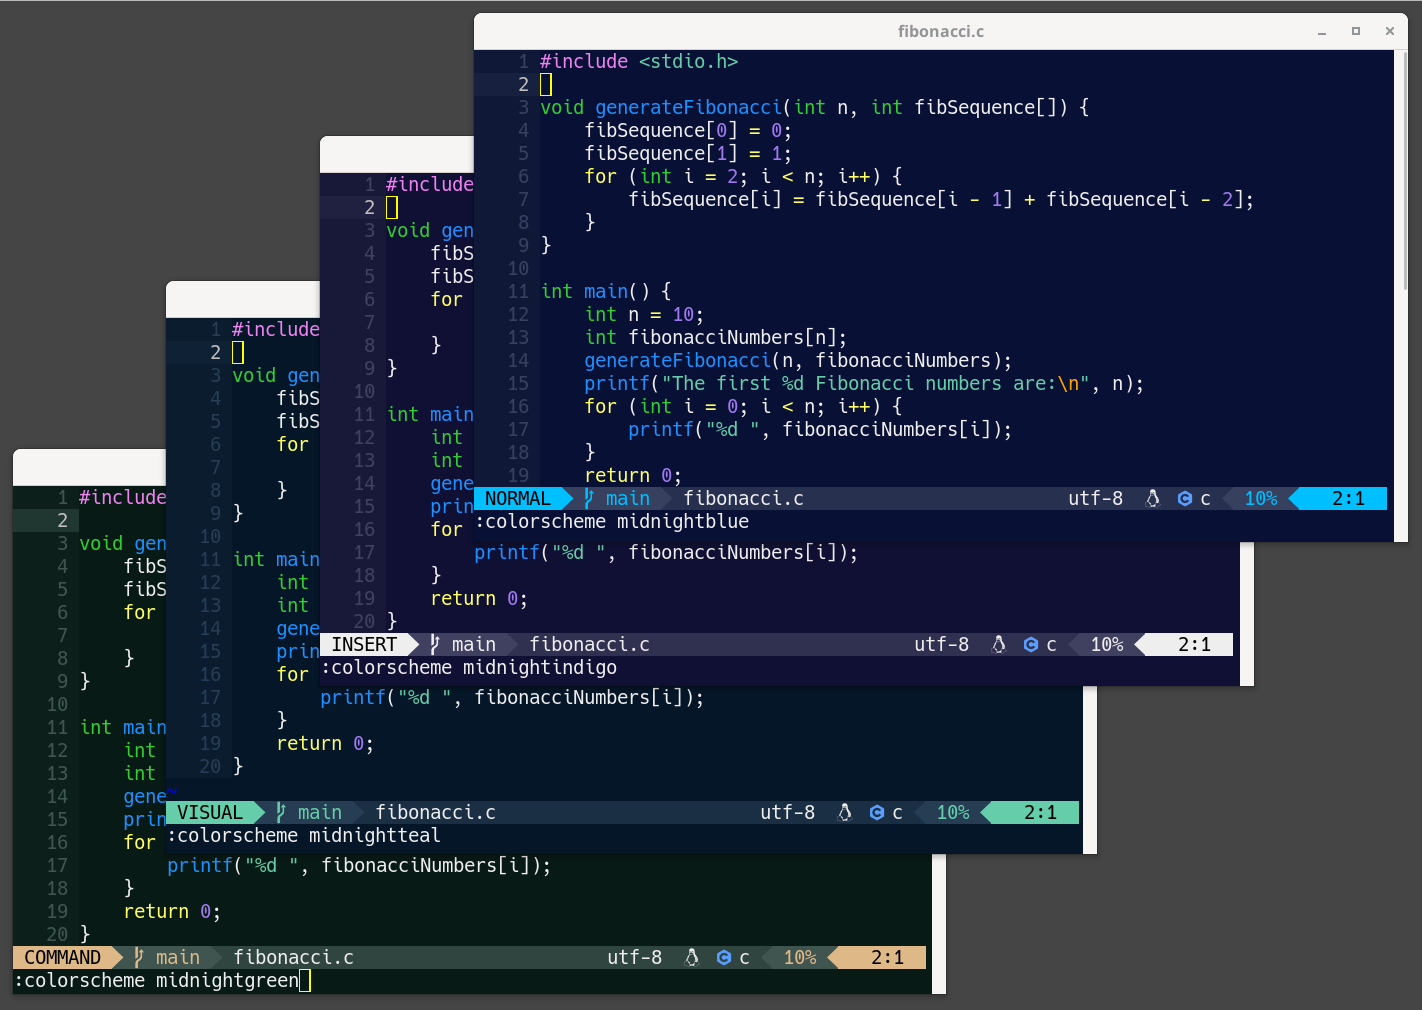 fibonacci.c
1 #include <stdio.h>
2
3 void generateFibonacci(int n, int fibSequence[]) {
4     fibSequence[0] = 0;
5     fibSequence[1] = 1;
6     for (int i = 2; i < n; i++) {
7         fibSequence[i] = fibSequence[i - 1] + fibSequence[i - 2];
8     }
9 }
10
11 int main() {
12     int n = 10;
13     int fibonacciNumbers[n];
14     generateFibonacci(n, fibonacciNumbers);
15     printf("The first %d Fibonacci numbers are:\n", n);
16     for (int i = 0; i < n; i++) {
17         printf("%d ", fibonacciNumbers[i]);
18     }
19     return 0;
NORMAL main fibonacci.c utf-8 c 10% 2:1
:colorscheme midnightblue
1 #include
2
3 void gen
4     fibS
5     fibS
6     for
7
8     }
9 }
10
11 int main
12     int
13     int
14     gene
15     prin
16     for
17         printf("%d ", fibonacciNumbers[i]);
18     }
19     return 0;
20 }
INSERT main fibonacci.c utf-8 c 10% 2:1
:colorscheme midnightindigo
1 #include
2
3 void gen
4     fibS
5     fibS
6     for
7
8     }
9 }
10
11 int main
12     int
13     int
14     gene
15     prin
16     for
17         printf("%d ", fibonacciNumbers[i]);
18     }
19     return 0;
20 }
VISUAL main fibonacci.c utf-8 c 10% 2:1
:colorscheme midnightteal
1 #include
2
3 void gen
4     fibS
5     fibS
6     for
7
8     }
9 }
10
11 int main
12     int
13     int
14     gene
15     prin
16     for
17         printf("%d ", fibonacciNumbers[i]);
18     }
19     return 0;
20 }
COMMAND main fibonacci.c utf-8 c 10% 2:1
:colorscheme midnightgreen